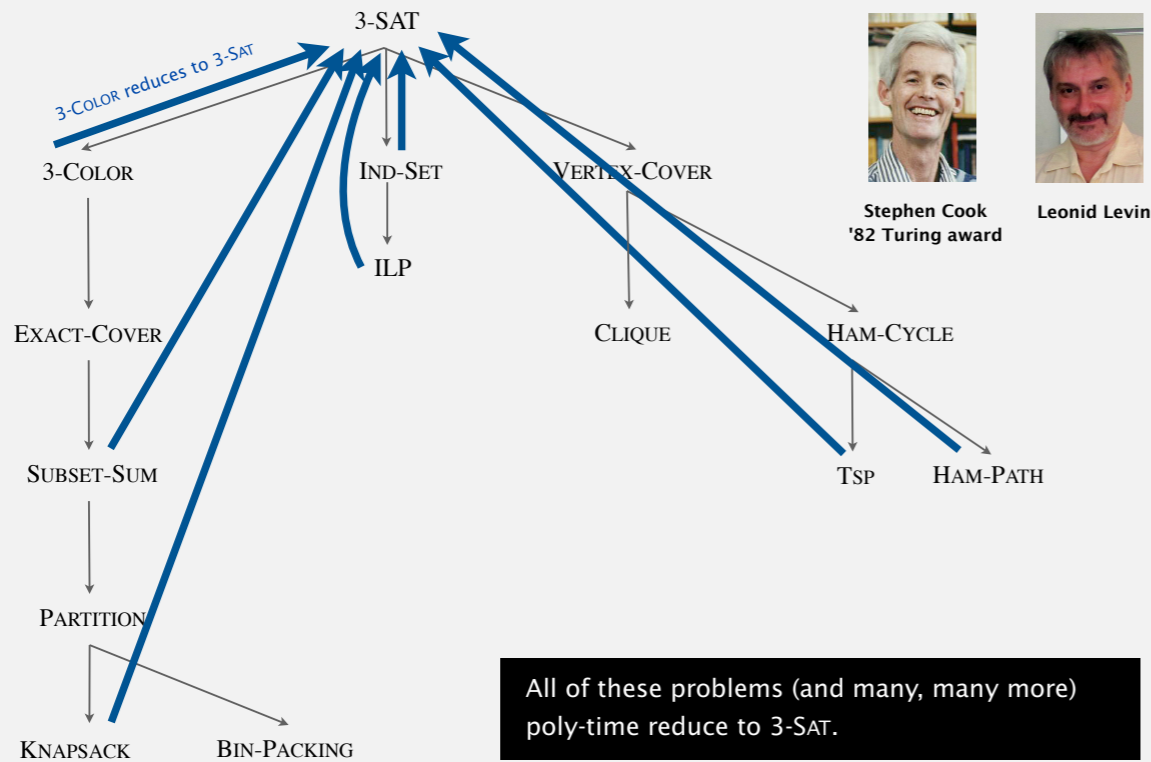 3-SAT
3-COLOR reduces to 3-SAT
3-COLOR
IND-SET
VERTEX-COVER
Stephen Cook
'82 Turing award
Leonid Levin
ILP
EXACT-COVER
CLIQUE
HAM-CYCLE
SUBSET-SUM
TSP
HAM-PATH
PARTITION
All of these problems (and many, many more)
poly-time reduce to 3-SAT.
KNAPSACK
BIN-PACKING